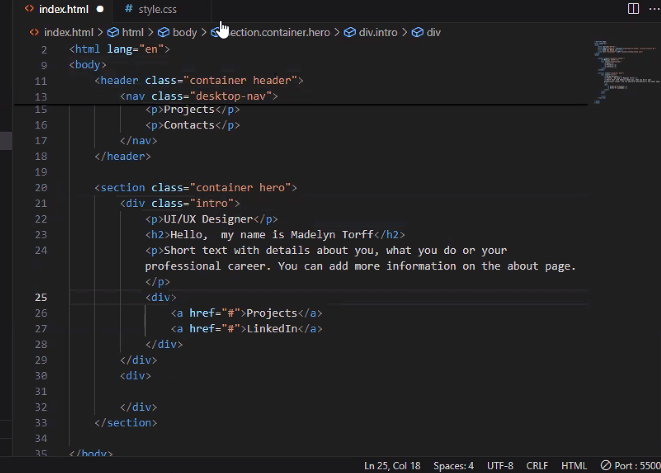 index.html
style.css
index.html > html > body > section.container.hero > div.intro > div
2 <html lang="en">
9 <body>
11 <header class="container header">
13 <nav class="desktop-nav">
15 <p>Projects</p>
16 <p>Contacts</p>
17 </nav>
18 </header>
19
20 <section class="container hero">
21 <div class="intro">
22 <p>UI/UX Designer</p>
23 <h2>Hello,  my name is Madelyn Torff</h2>
24 <p>Short text with details about you, what you do or your
professional career. You can add more information on the about page.
</p>
25 <div>
26 <a href="#">Projects</a>
27 <a href="#">LinkedIn</a>
28 </div>
29 </div>
30 <div>
31
32 </div>
33 </section>
34
35 </body>
Ln 25, Col 18 Spaces: 4 UTF-8 CRLF HTML Port : 5500